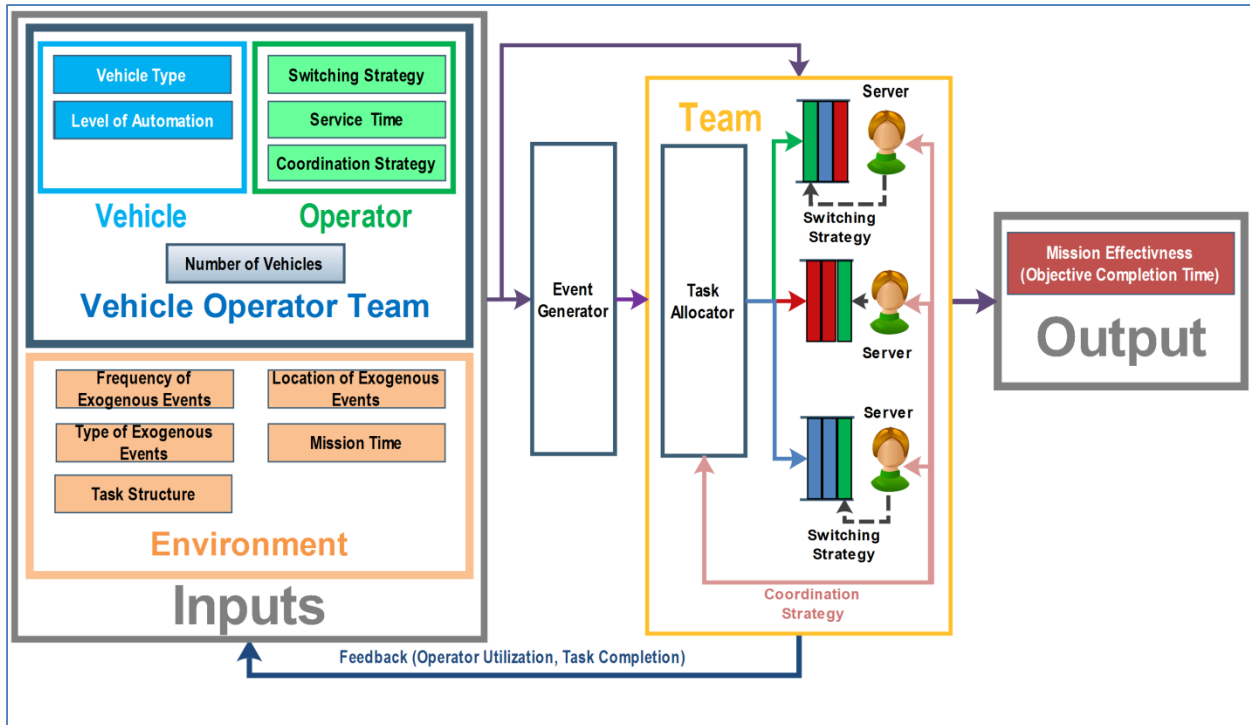 Vehicle Type
Level of Automation
Vehicle
Switching Strategy
Service Time
Coordination Strategy
Operator
Number of Vehicles
Vehicle Operator Team
Frequency of
Exogenous Events
Location of Exogenous
Events
Type of Exogenous
Events
Mission Time
Task Structure
Environment
Inputs
Event
Generator
Team
Task
Allocator
Server
Switching
Strategy
Server
Server
Switching
Strategy
Coordination
Strategy
Mission Effectivness
(Objective Completion Time)
Output
Feedback (Operator Utilization, Task Completion)